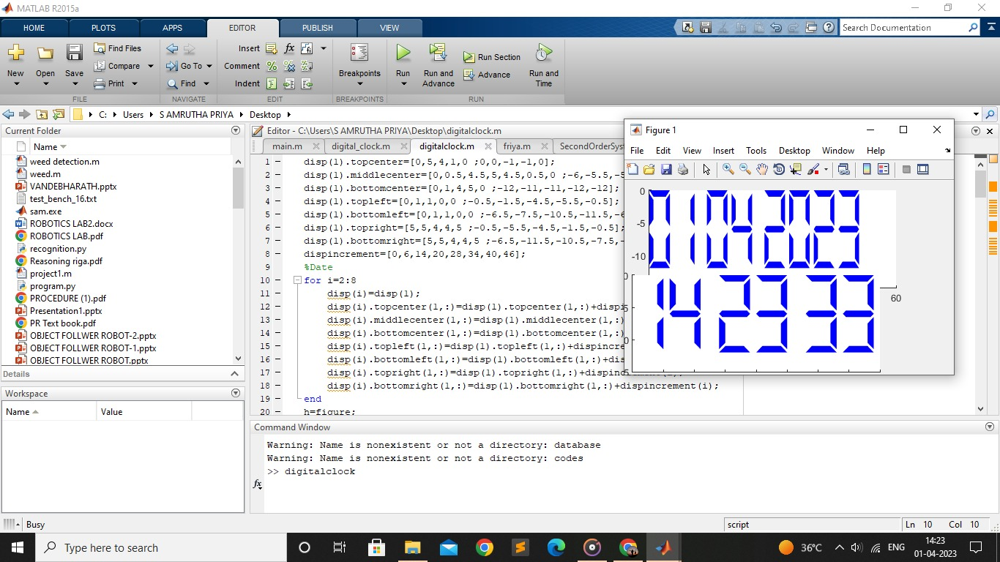 MATLAB R2015a
HOME PLOTS APPS EDITOR PUBLISH VIEW
Search Documentation
New Open Save Find Files Compare Print
FILE
Go To Find
NAVIGATE
Insert fx
Comment
Indent
EDIT
Breakpoints
BREAKPOINTS
Run Run and Advance Run Section Advance Run and Time
RUN
C: Users S AMRUTHA PRIYA Desktop
Current Folder
Name
weed detection.m
weed.m
VANDEBHARATH.pptx
test_bench_16.txt
sam.exe
ROBOTICS LAB2.docx
ROBOTICS LAB.pdf
recognition.py
Reasoning riga.pdf
project1.m
program.py
PROCEDURE (1).pdf
Presentation1.pptx
PR Text book.pdf
OBJECT FOLLWER ROBOT-2.pptx
OBJECT FOLLWER ROBOT-1.pptx
OBJECT FOLLWER ROBOT.pptx
Details
Workspace
Name Value
Editor - C:\Users\S AMRUTHA PRIYA\Desktop\digitalclock.m
main.m digital_clock.m digitalclock.m friya.m SecondOrderSys
1 disp(1).topcenter=[0,5,4,1,0 ;0,0,-1,-1,0];
2 disp(1).middlecenter=[0,0.5,4.5,5,4.5,0.5,0 ;-6,-5.5,-5
3 disp(1).bottomcenter=[0,1,4,5,0 ;-12,-11,-11,-12,-12];
4 disp(1).topleft=[0,1,1,0,0 ;-0.5,-1.5,-4.5,-5.5,-0.5];
5 disp(1).bottomleft=[0,1,1,0,0 ;-6.5,-7.5,-10.5,-11.5,-6
6 disp(1).topright=[5,5,4,4,5 ;-0.5,-5.5,-4.5,-1.5,-0.5];
7 disp(1).bottomright=[5,5,4,4,5 ;-6.5,-11.5,-10.5,-7.5,-
8 dispincrement=[0,6,14,20,28,34,40,46];
9 %Date
10 for i=2:8
11 disp(i)=disp(1);
12 disp(i).topcenter(1,:)=disp(1).topcenter(1,:)+disp
13 disp(i).middlecenter(1,:)=disp(1).middlecenter(1,:)
14 disp(i).bottomcenter(1,:)=disp(1).bottomcenter(1,:)
15 disp(i).topleft(1,:)=disp(1).topleft(1,:)+dispincre
16 disp(i).bottomleft(1,:)=disp(1).bottomleft(1,:)+dis
17 disp(i).topright(1,:)=disp(1).topright(1,:)+dispinc
18 disp(i).bottomright(1,:)=disp(1).bottomright(1,:)+dispincrement(i);
19 end
20 h=figure;
Figure 1
File Edit View Insert Tools Desktop Window Help
0
-5
-10
01042023
60
0
5
0
5
142333
Command Window
Warning: Name is nonexistent or not a directory: database
Warning: Name is nonexistent or not a directory: codes
>> digitalclock
fx
Busy
script
Ln 10 Col 10
Type here to search
36°C
ENG
14:23
01-04-2023